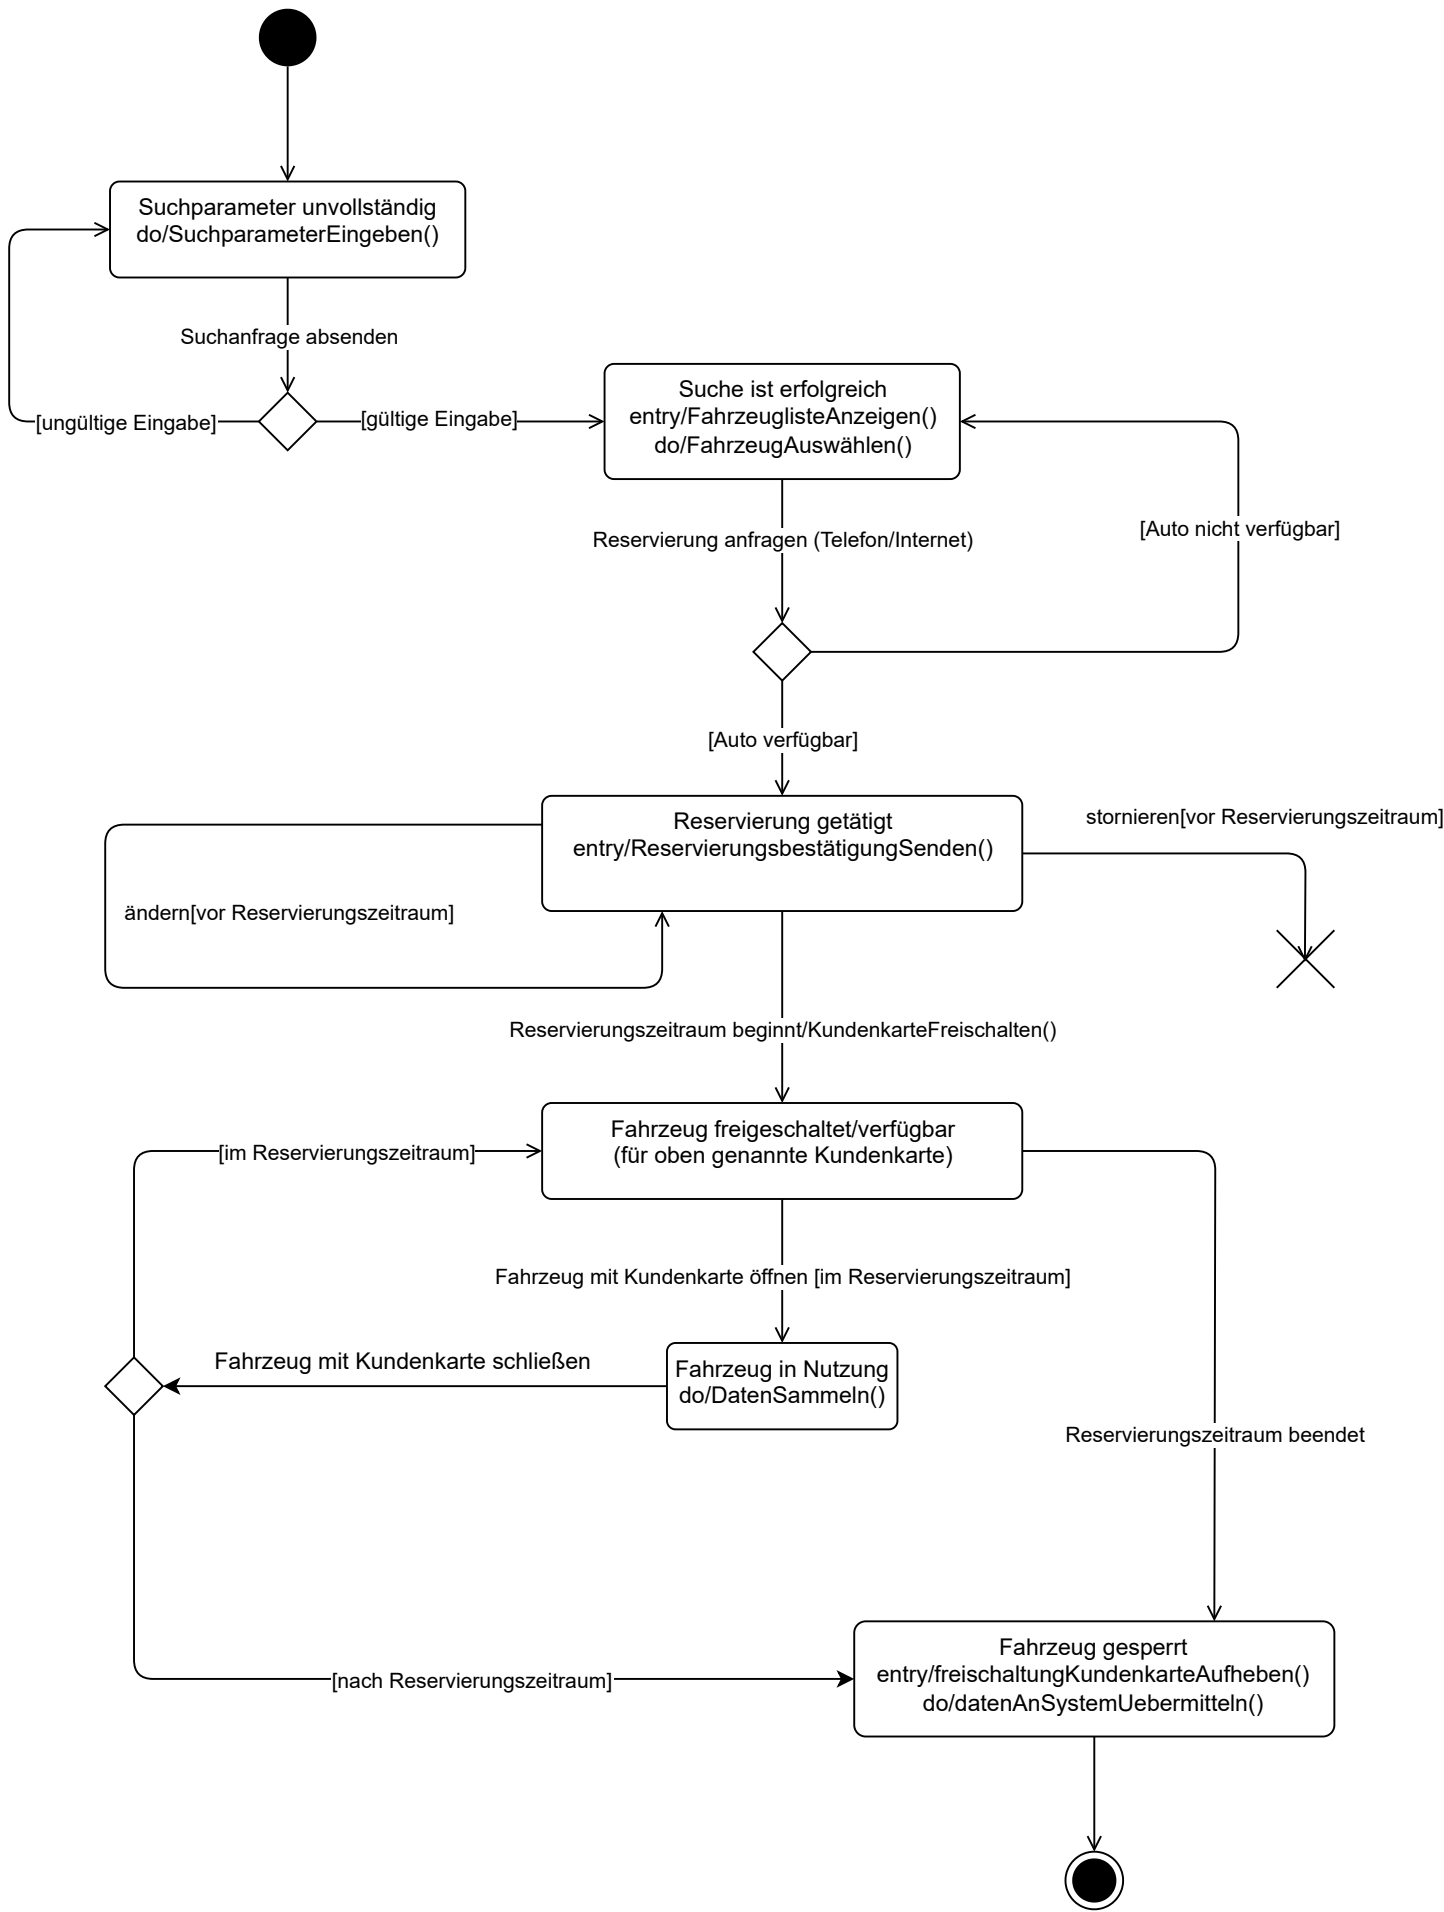 Suchparameter unvollständig
do/SuchparameterEingeben()
Suchanfrage absenden
[ungültige Eingabe]
[gültige Eingabe]
Suche ist erfolgreich
entry/FahrzeuglisteAnzeigen()
do/FahrzeugAuswählen()
Reservierung anfragen (Telefon/Internet)
[Auto nicht verfügbar]
[Auto verfügbar]
Reservierung getätigt
entry/ReservierungsbestätigungSenden()
stornieren[vor Reservierungszeitraum]
ändern[vor Reservierungszeitraum]
Reservierungszeitraum beginnt/KundenkarteFreischalten()
[im Reservierungszeitraum]
Fahrzeug freigeschaltet/verfügbar
(für oben genannte Kundenkarte)
Fahrzeug mit Kundenkarte öffnen [im Reservierungszeitraum]
Fahrzeug mit Kundenkarte schließen
Fahrzeug in Nutzung
do/DatenSammeln()
Reservierungszeitraum beendet
[nach Reservierungszeitraum]
Fahrzeug gesperrt
entry/freischaltungKundenkarteAufheben()
do/datenAnSystemUebermitteln()